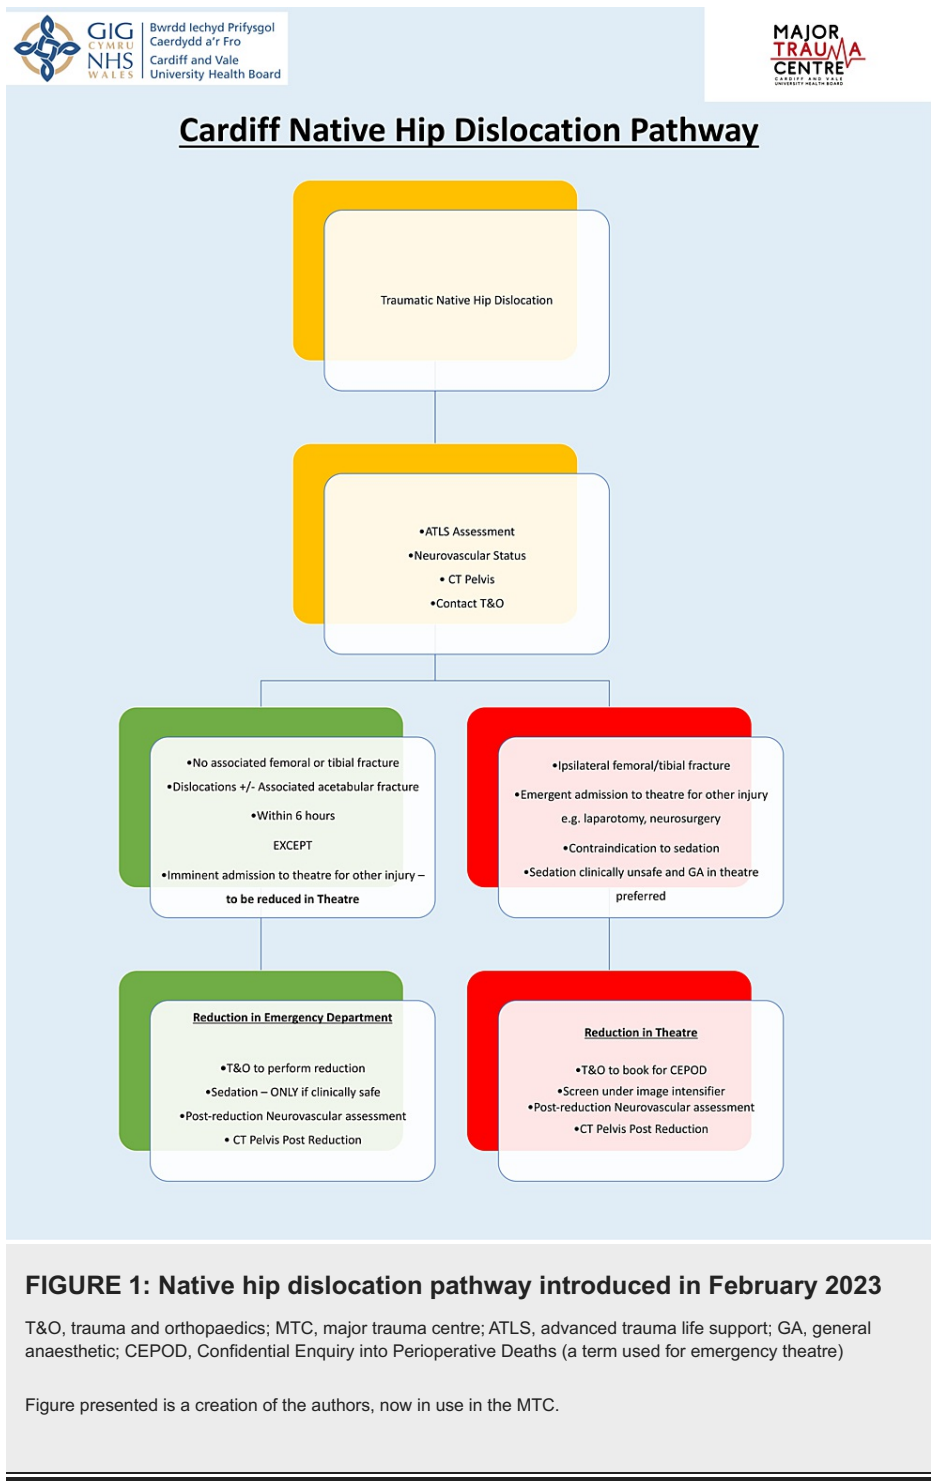 GIG
CYMRU
NHS
WALES
Bwrdd Iechyd Prifysgol
Caerdydd a'r Fro
Cardiff and Vale
University Health Board
MAJOR
TRAUMA
CENTRE
CARDIFF AND VALE
UNIVERSITY HEALTH BOARD
Cardiff Native Hip Dislocation Pathway
Traumatic Native Hip Dislocation
•ATLS Assessment
•Neurovascular Status
• CT Pelvis
•Contact T&O
•No associated femoral or tibial fracture
•Dislocations +/- Associated acetabular fracture
•Within 6 hours
EXCEPT
•Imminent admission to theatre for other injury –
to be reduced in Theatre
•Ipsilateral femoral/tibial fracture
•Emergent admission to theatre for other injury
e.g. laparotomy, neurosurgery
•Contraindication to sedation
•Sedation clinically unsafe and GA in theatre
preferred
Reduction in Emergency Department
•T&O to perform reduction
•Sedation – ONLY if clinically safe
•Post-reduction Neurovascular assessment
• CT Pelvis Post Reduction
Reduction in Theatre
•T&O to book for CEPOD
•Screen under image intensifier
•Post-reduction Neurovascular assessment
•CT Pelvis Post Reduction
FIGURE 1: Native hip dislocation pathway introduced in February 2023
T&O, trauma and orthopaedics; MTC, major trauma centre; ATLS, advanced trauma life support; GA, general
anaesthetic; CEPOD, Confidential Enquiry into Perioperative Deaths (a term used for emergency theatre)
Figure presented is a creation of the authors, now in use in the MTC.